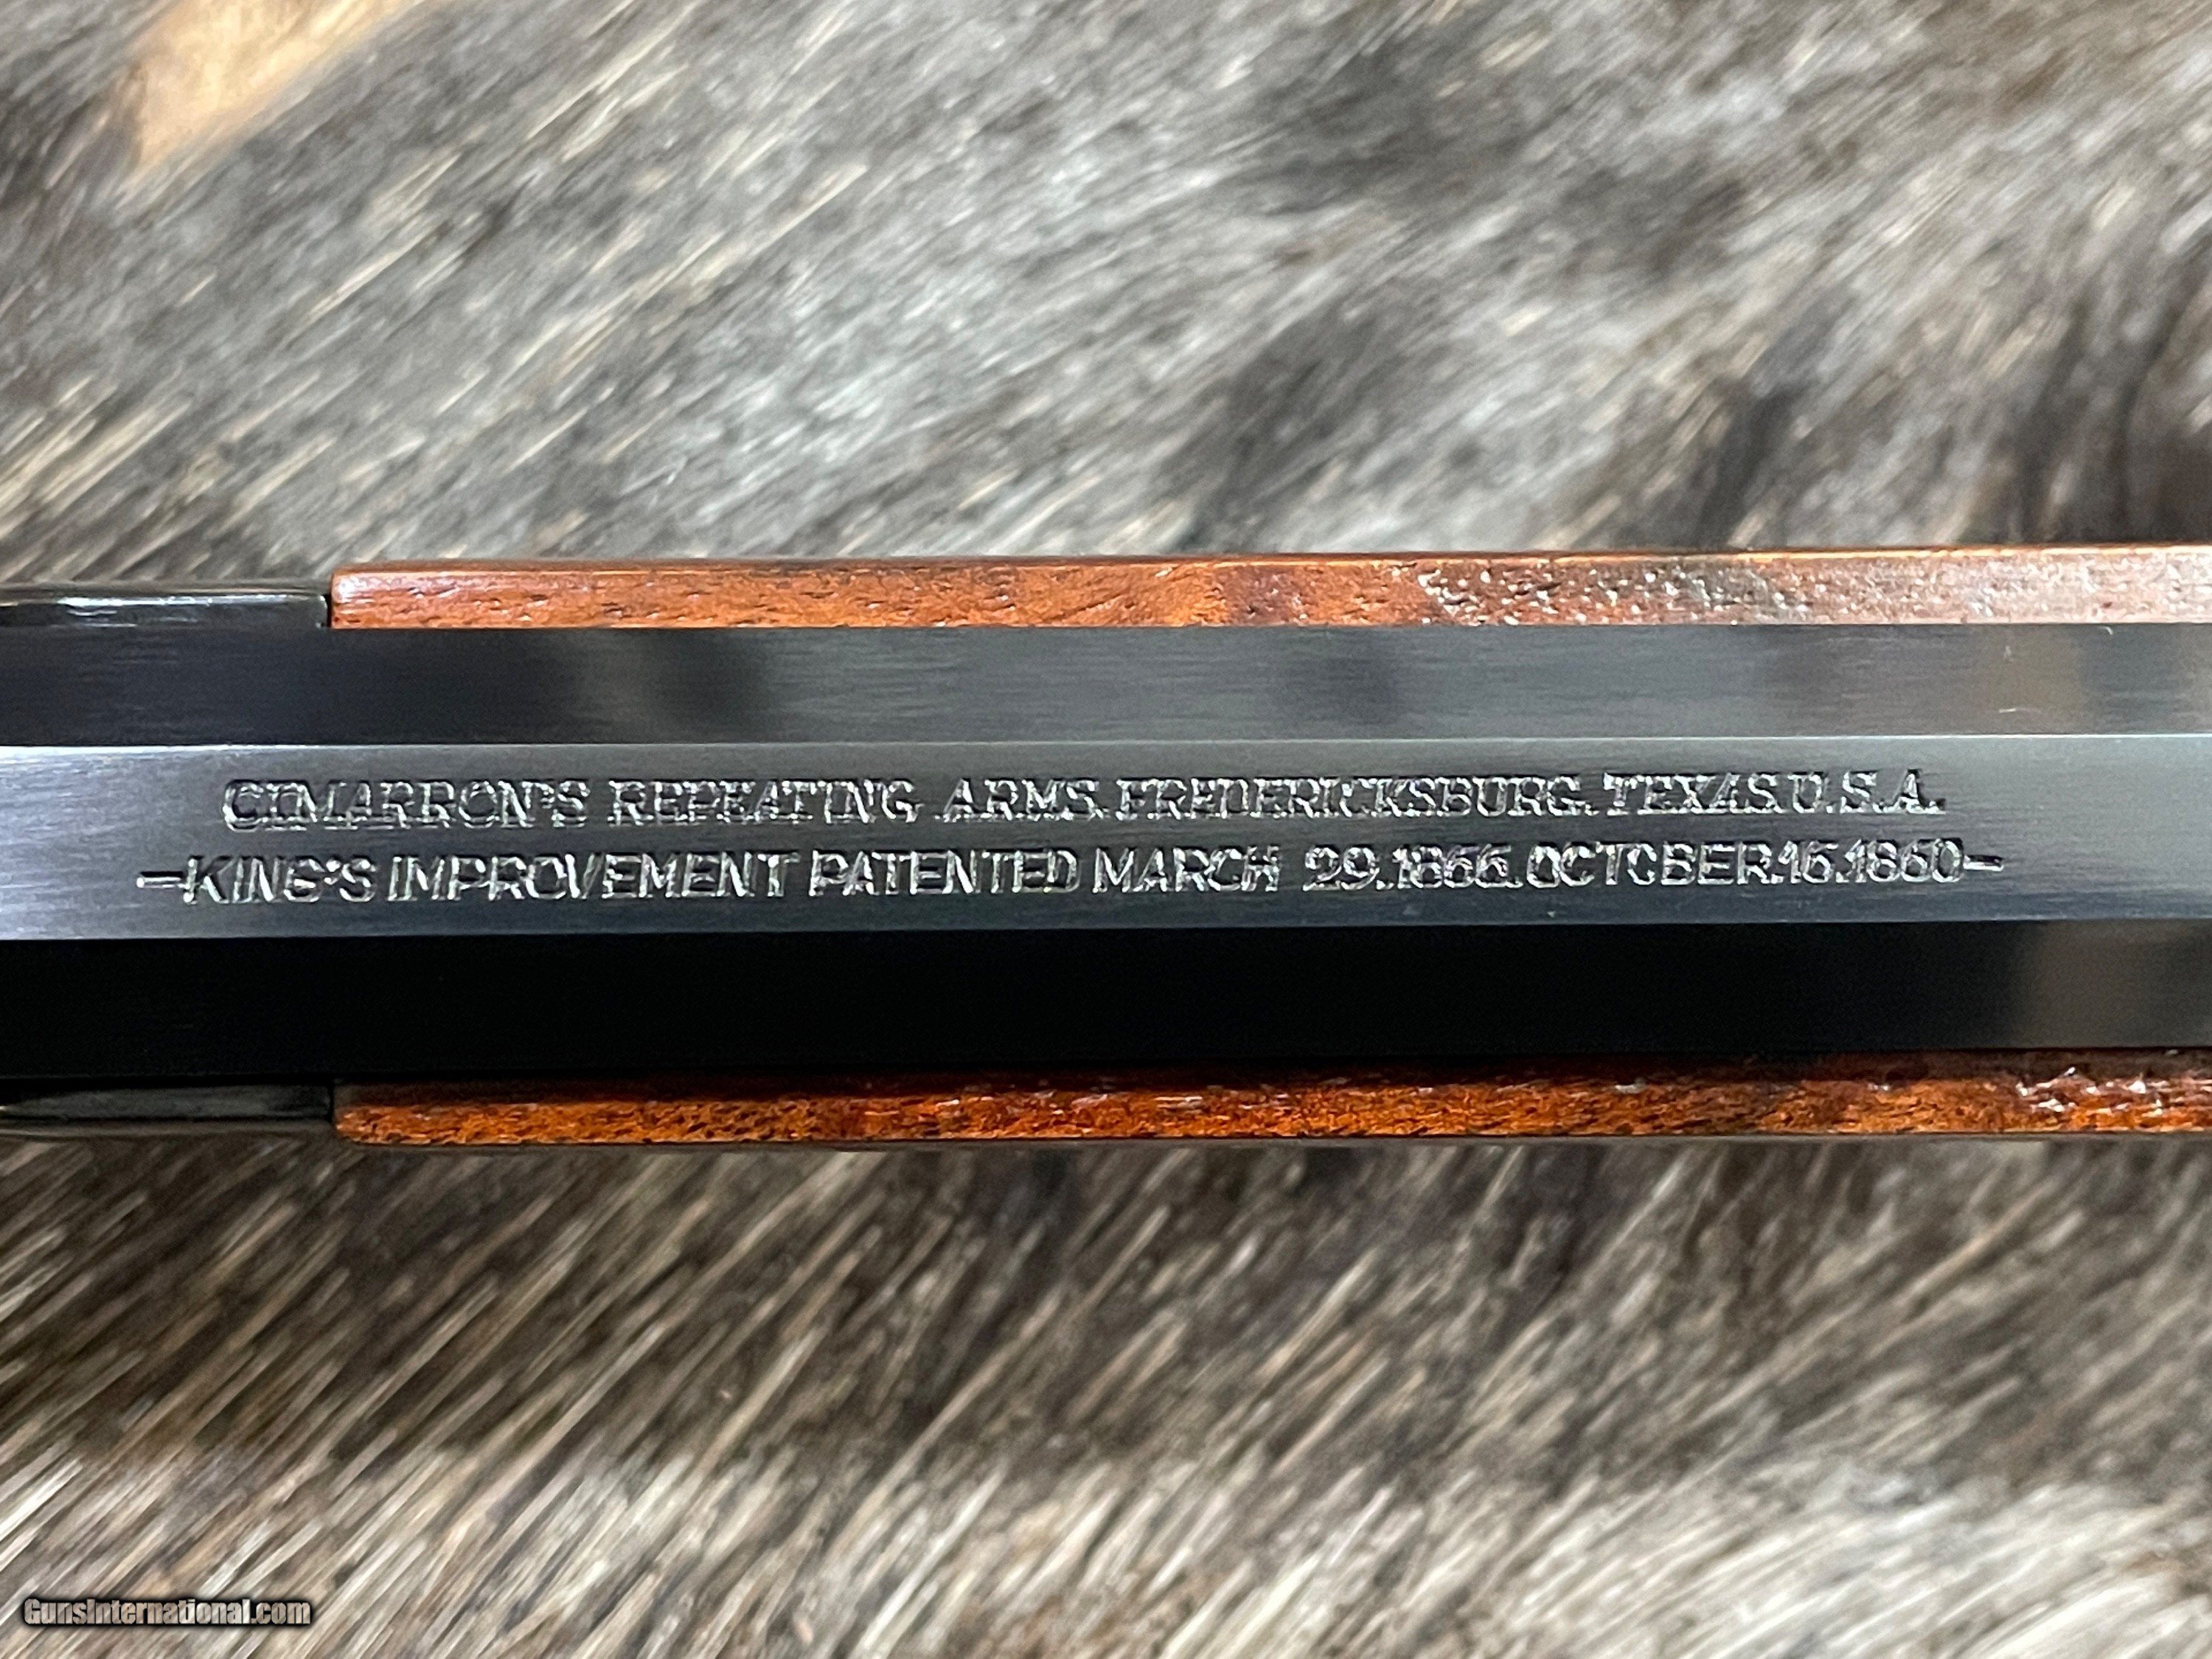 CIMARRON'S REPEATING ARMS. FREDERICKSBURG. TEXAS.U.S.A.
—KING'S IMPROVEMENT PATENTED MARCH 29.1866.OCTOBER.16.1860—
GunsInternational.com